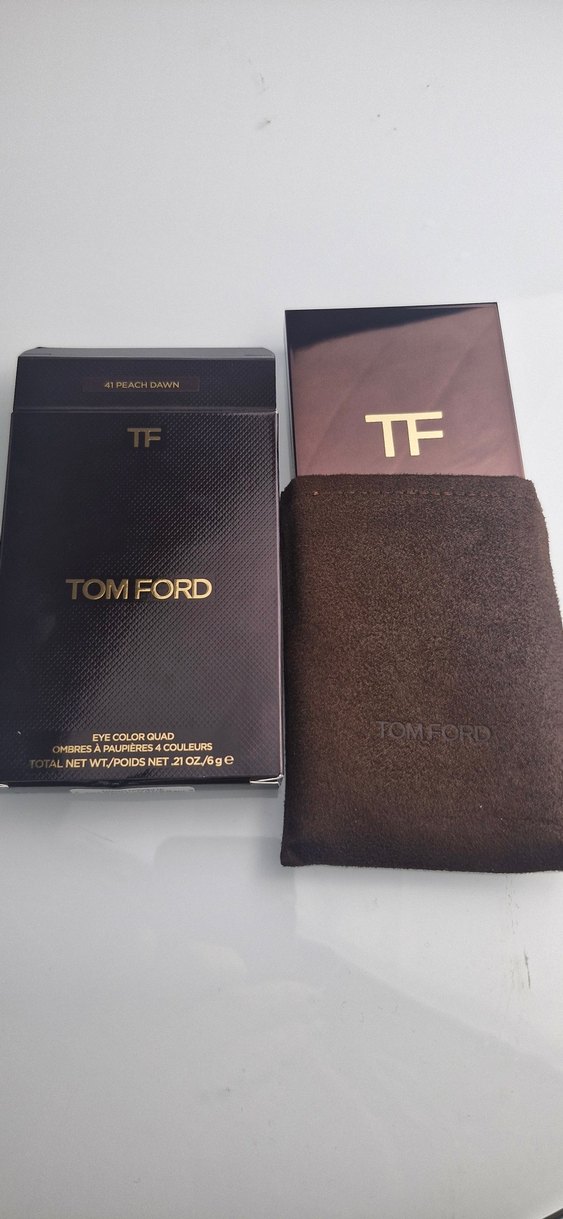 41 PEACH DAWN
TF
TOM FORD
EYE COLOR QUAD
OMBRES À PAUPIÈRES 4 COULEURS
TOTAL NET WT./POIDS NET .21 OZ./6 g e
TF
TOM FORD